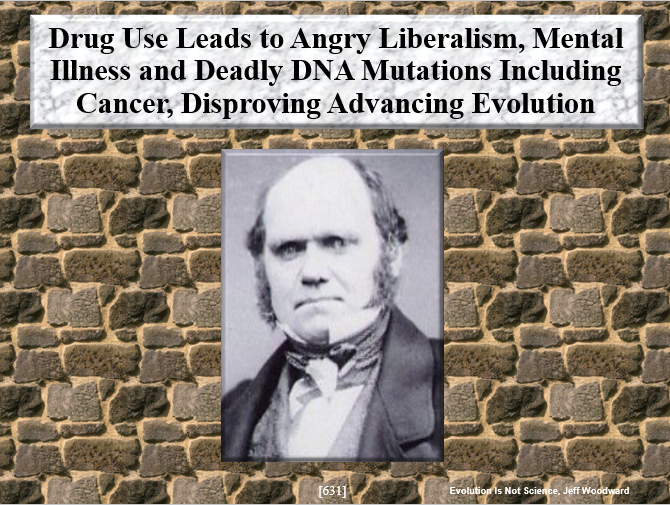 Drug Use Leads to Angry Liberalism, Mental
Illness and Deadly DNA Mutations Including
Cancer, Disproving Advancing Evolution
[631]
Evolution Is Not Science, Jeff Woodward